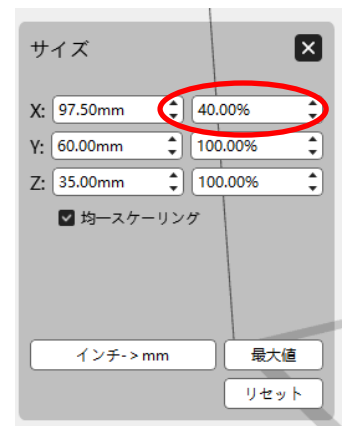 サイズ
X: 97.50mm 40.00%
Y: 60.00mm 100.00%
Z: 35.00mm 100.00%
均一スケーリング
インチ-> mm 最大値
リセット